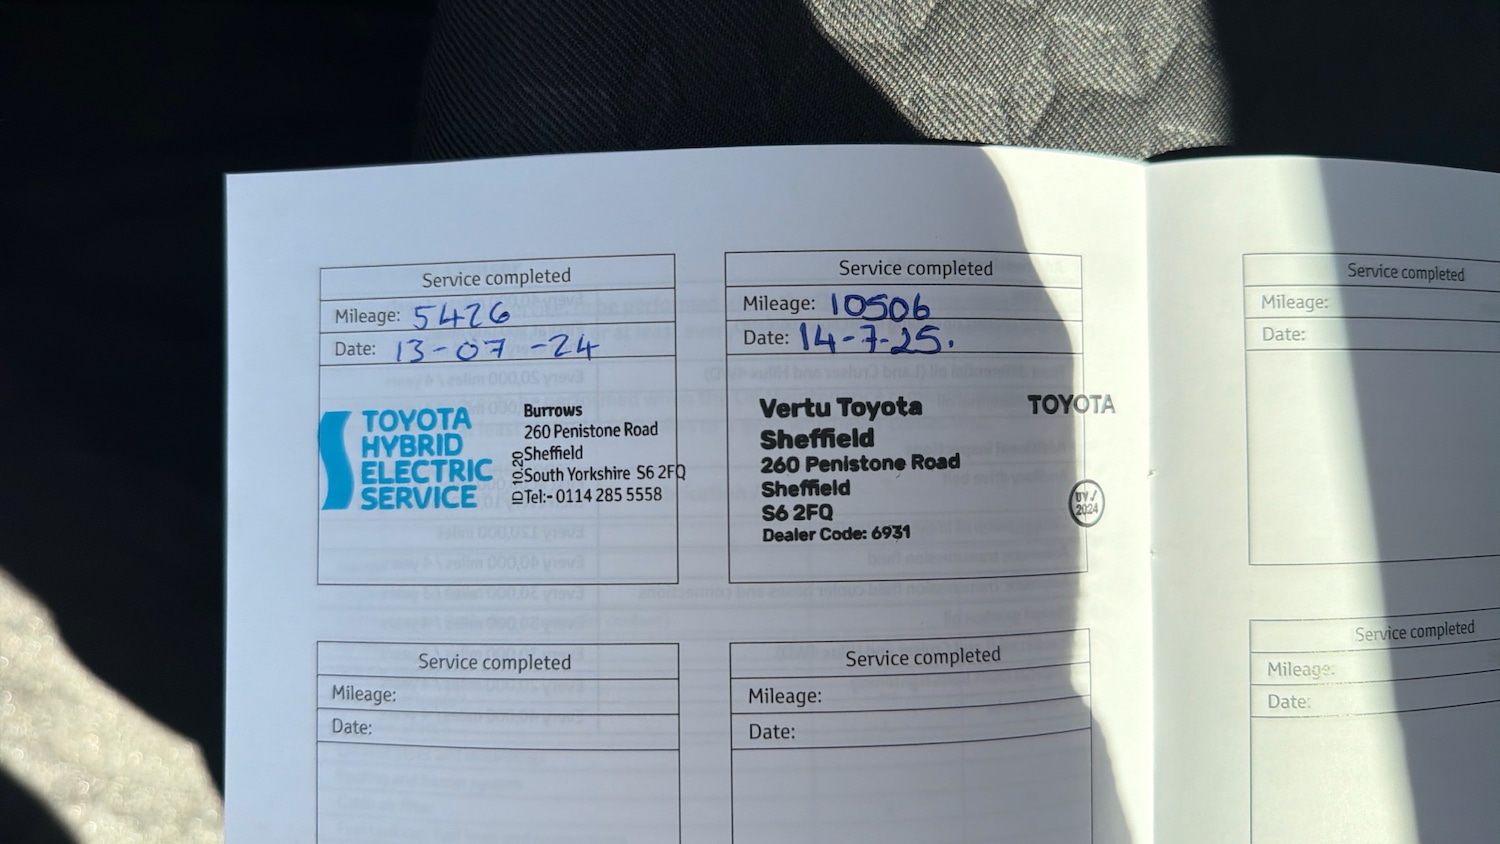 Service completed
Mileage: 5426
Date: 13-07-24
TOYOTA
HYBRID
ELECTRIC
SERVICE
ID 10.20
Burrows
260 Penistone Road
Sheffield
South Yorkshire S6 2FQ
Tel:- 0114 285 5558
Service completed
Mileage: 10506
Date: 14-7-25.
Vertu Toyota
Sheffield
260 Penistone Road
Sheffield
S6 2FQ
Dealer Code: 6931
TOYOTA
UV✓
2024
Service completed
Mileage:
Date:
Service completed
Mileage:
Date:
Service completed
Mileage:
Date:
Service completed
Mileage:
Date: